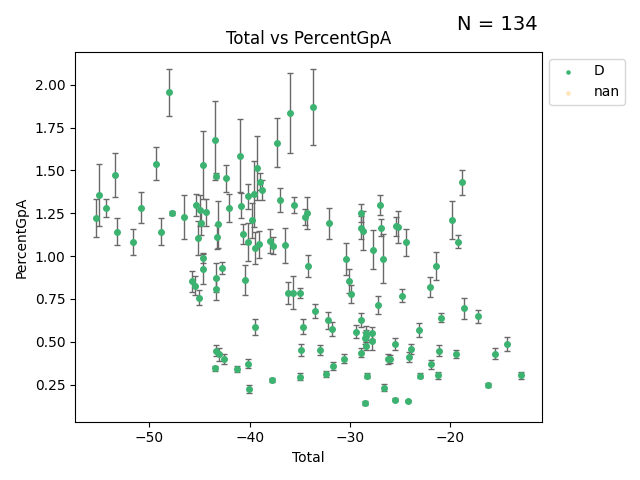 N = 134
Total vs PercentGpA
D
nan
PercentGpA
2.00
1.75
1.50
1.25
1.00
0.75
0.50
0.25
−50
−40
−30
−20
Total